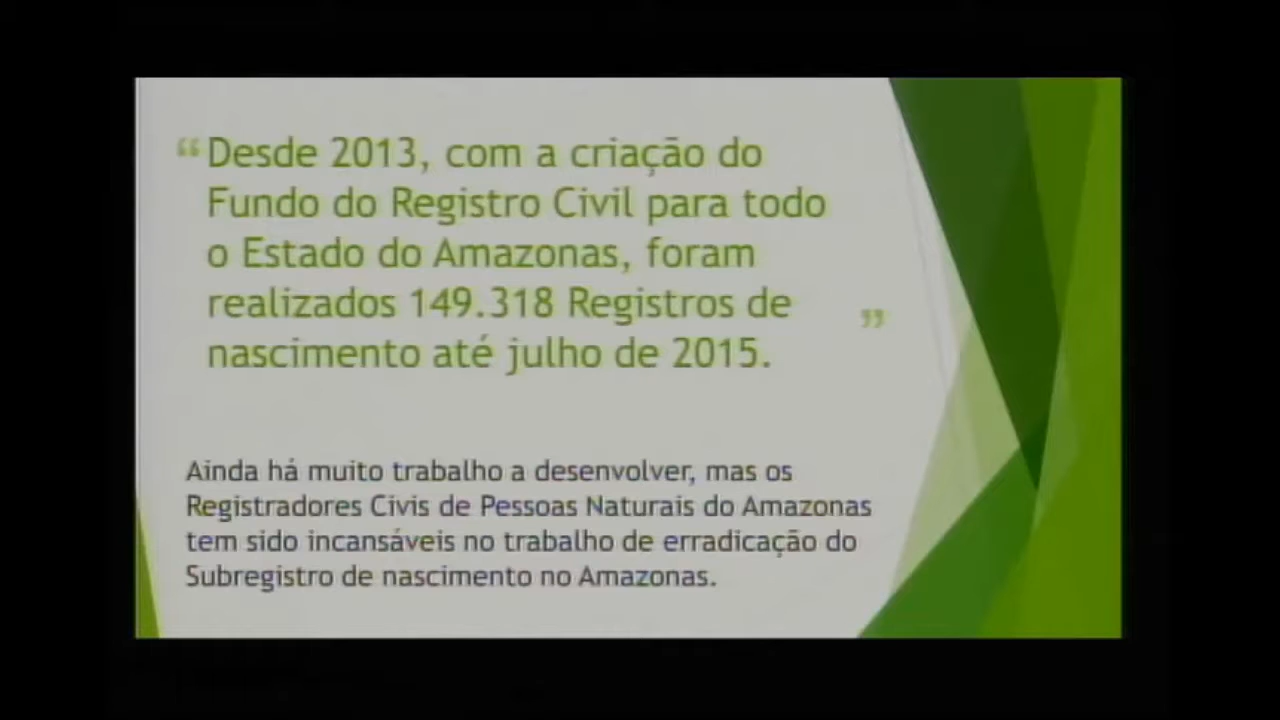 “Desde 2013, com a criação do
Fundo do Registro Civil para todo
o Estado do Amazonas, foram
realizados 149.318 Registros de
nascimento até julho de 2015. ”
Ainda há muito trabalho a desenvolver, mas os
Registradores Civis de Pessoas Naturais do Amazonas
tem sido incansáveis no trabalho de erradicação do
Subregistro de nascimento no Amazonas.